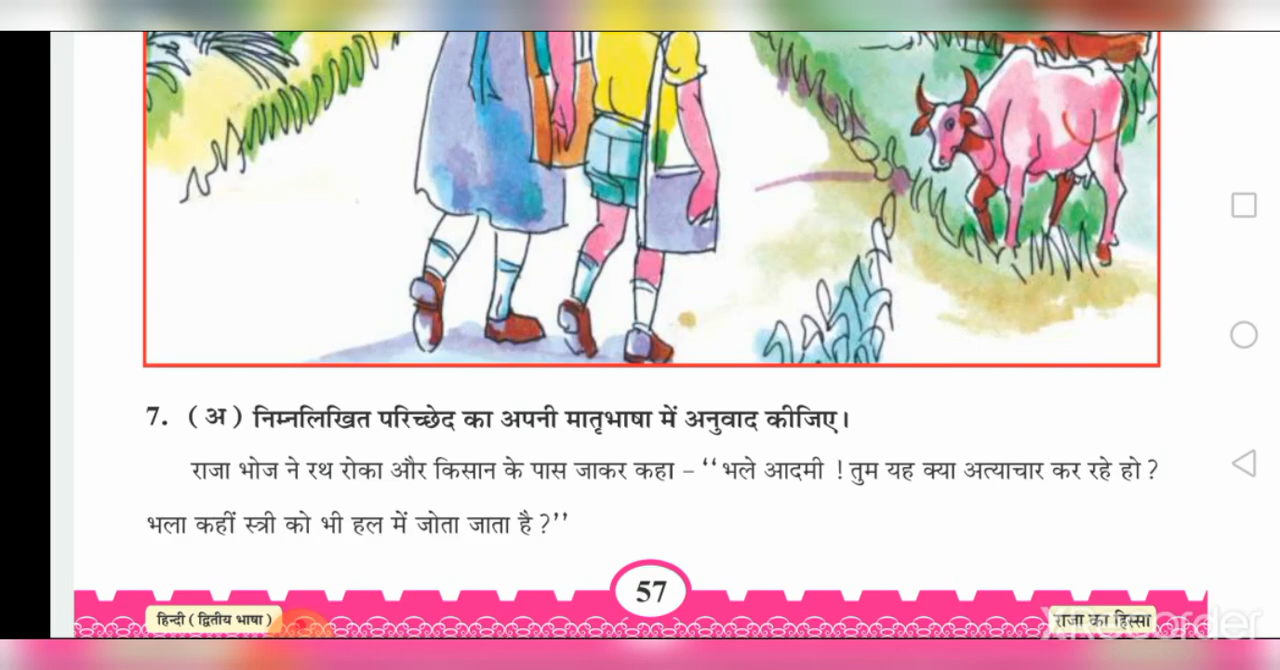 7. ( अ ) निम्नलिखित परिच्छेद का अपनी मातृभाषा में अनुवाद कीजिए।
राजा भोज ने रथ रोका और किसान के पास जाकर कहा – ‘‘ भले आदमी ! तुम यह क्या अत्याचार कर रहे हो ?
भला कहीं स्त्री को भी हल में जोता जाता है ?’’
57
हिन्दी ( द्वितीय भाषा )
राजा का हिस्सा
XRecorder